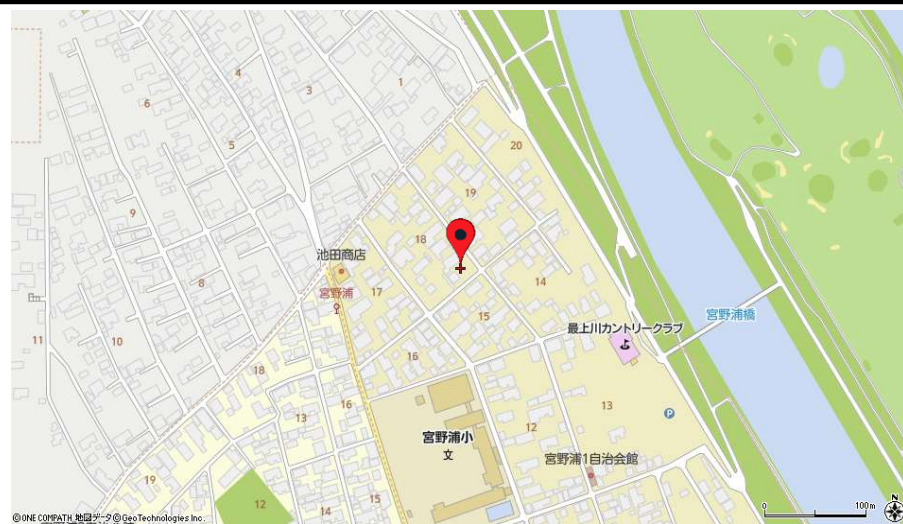 4
3
1
6
5
20
9
19
18
池田商店
宮野浦
8
17
14
宮野浦橋
11
10
15
最上川カントリークラブ
18
16
13
16
13
宮野浦小
文
12
P
宮野浦1自治会館
19
12
14
15
14
©ONE COMPATH 地図データ©GeoTechnologies Inc.
0
100m